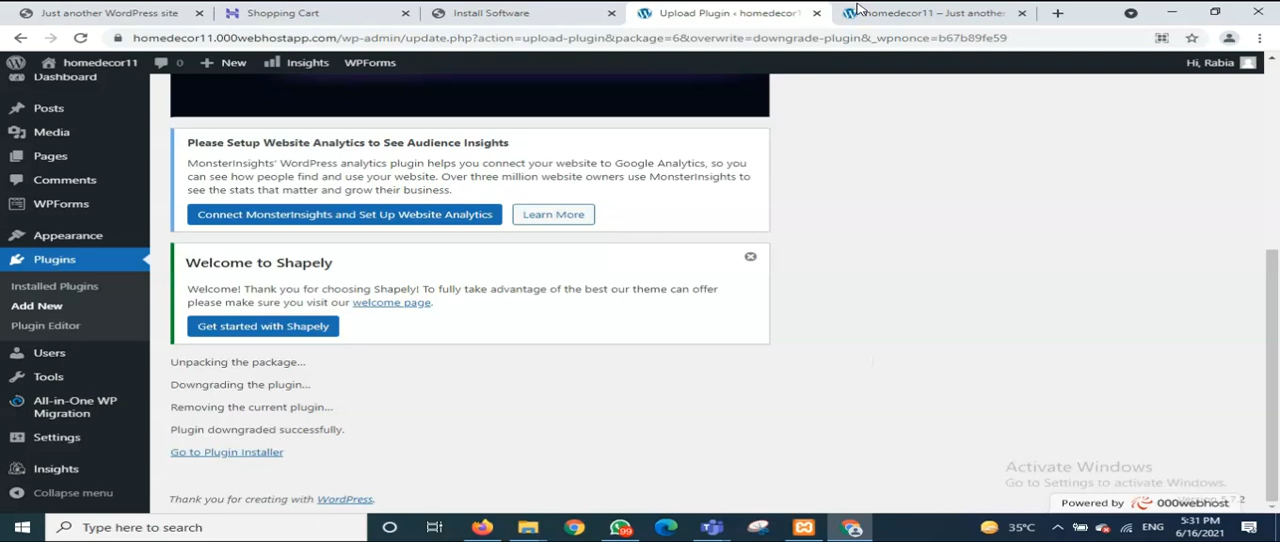 Just another WordPress site
Shopping Cart
Install Software
Upload Plugin ‹ homedecor1
homedecor11 – Just anothe
homedecor11.000webhostapp.com/wp-admin/update.php?action=upload-plugin&package=6&overwrite=downgrade-plugin&_wpnonce=b67b89fe59
homedecor11 0 New Insights WPForms Hi, Rabia
Dashboard
Posts
Media
Pages
Comments
WPForms
Appearance
Plugins
Installed Plugins
Add New
Plugin Editor
Users
Tools
All-in-One WP
Migration
Settings
Insights
Collapse menu
Please Setup Website Analytics to See Audience Insights
MonsterInsights' WordPress analytics plugin helps you connect your website to Google Analytics, so you
can see how people find and use your website. Over three million website owners use MonsterInsights to
see the stats that matter and grow their business.
Connect MonsterInsights and Set Up Website Analytics Learn More
Welcome to Shapely
Welcome! Thank you for choosing Shapely! To fully take advantage of the best our theme can offer
please make sure you visit our welcome page.
Get started with Shapely
Unpacking the package...
Downgrading the plugin...
Removing the current plugin...
Plugin downgraded successfully.
Go to Plugin Installer
Thank you for creating with WordPress.
Activate Windows
Go to Settings to activate Windows.
Powered by 000webhost
Type here to search
99
35°C
ENG
5:31 PM
6/16/2021